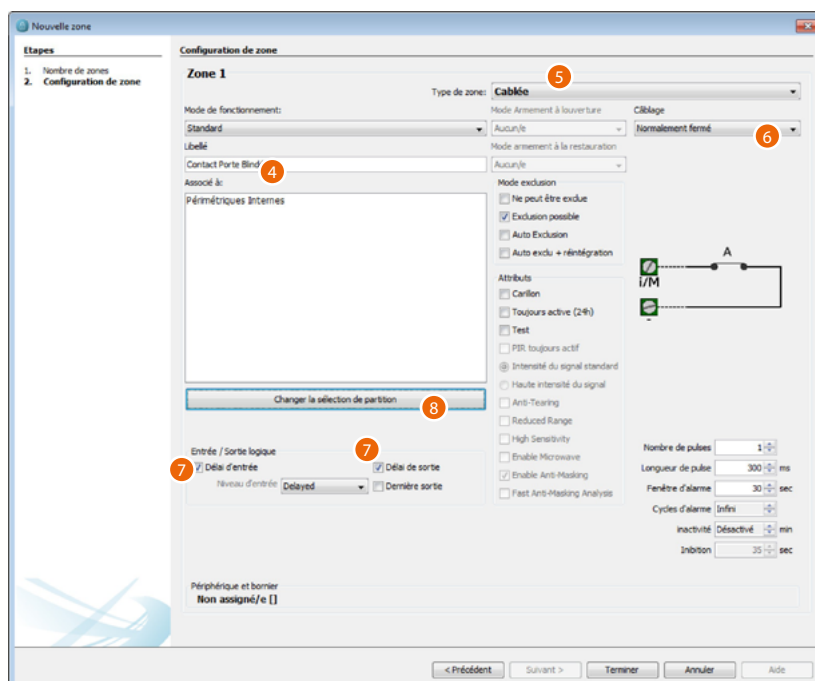 Nouvelle zone
Etapes
1. Nombre de zones
2. Configuration de zone
Configuration de zone
Zone 1
5
Type de zone: Cablée
Mode de fonctionnement:
Standard
Mode Armement à louverture
Aucun/e
Câblage
Normalement fermé
6
Libellé
Contact Porte Blind
4
Mode armement à la restauration
Aucun/e
Associé à:
Périmétriques Internes
Mode exclusion
Ne peut être exclue
Exclusion possible
Auto Exclusion
Auto exclu + réintégration
A
i/M
-
Attributs
Carillon
Toujours active (24h)
Test
PIR toujours actif
Intensité du signal standard
Haute intensité du signal
Anti-Tearing
Reduced Range
High Sensitivity
Enable Microwave
Enable Anti-Masking
Fast Anti-Masking Analysis
Changer la sélection de partition
8
Entrée / Sortie logique
7
7
Délai d'entrée
Délai de sortie
Niveau d'entrée Delayed
Dernière sortie
Nombre de pulses 1
Longueur de pulse 300 ms
Fenêtre d'alarme 30 sec
Cycles d'alarme Infini
inactivité Désactivé min
Inbition 35 sec
Périphérique et bornier
Non assigné/e []
< Précédent
Suivant >
Terminer
Annuler
Aide